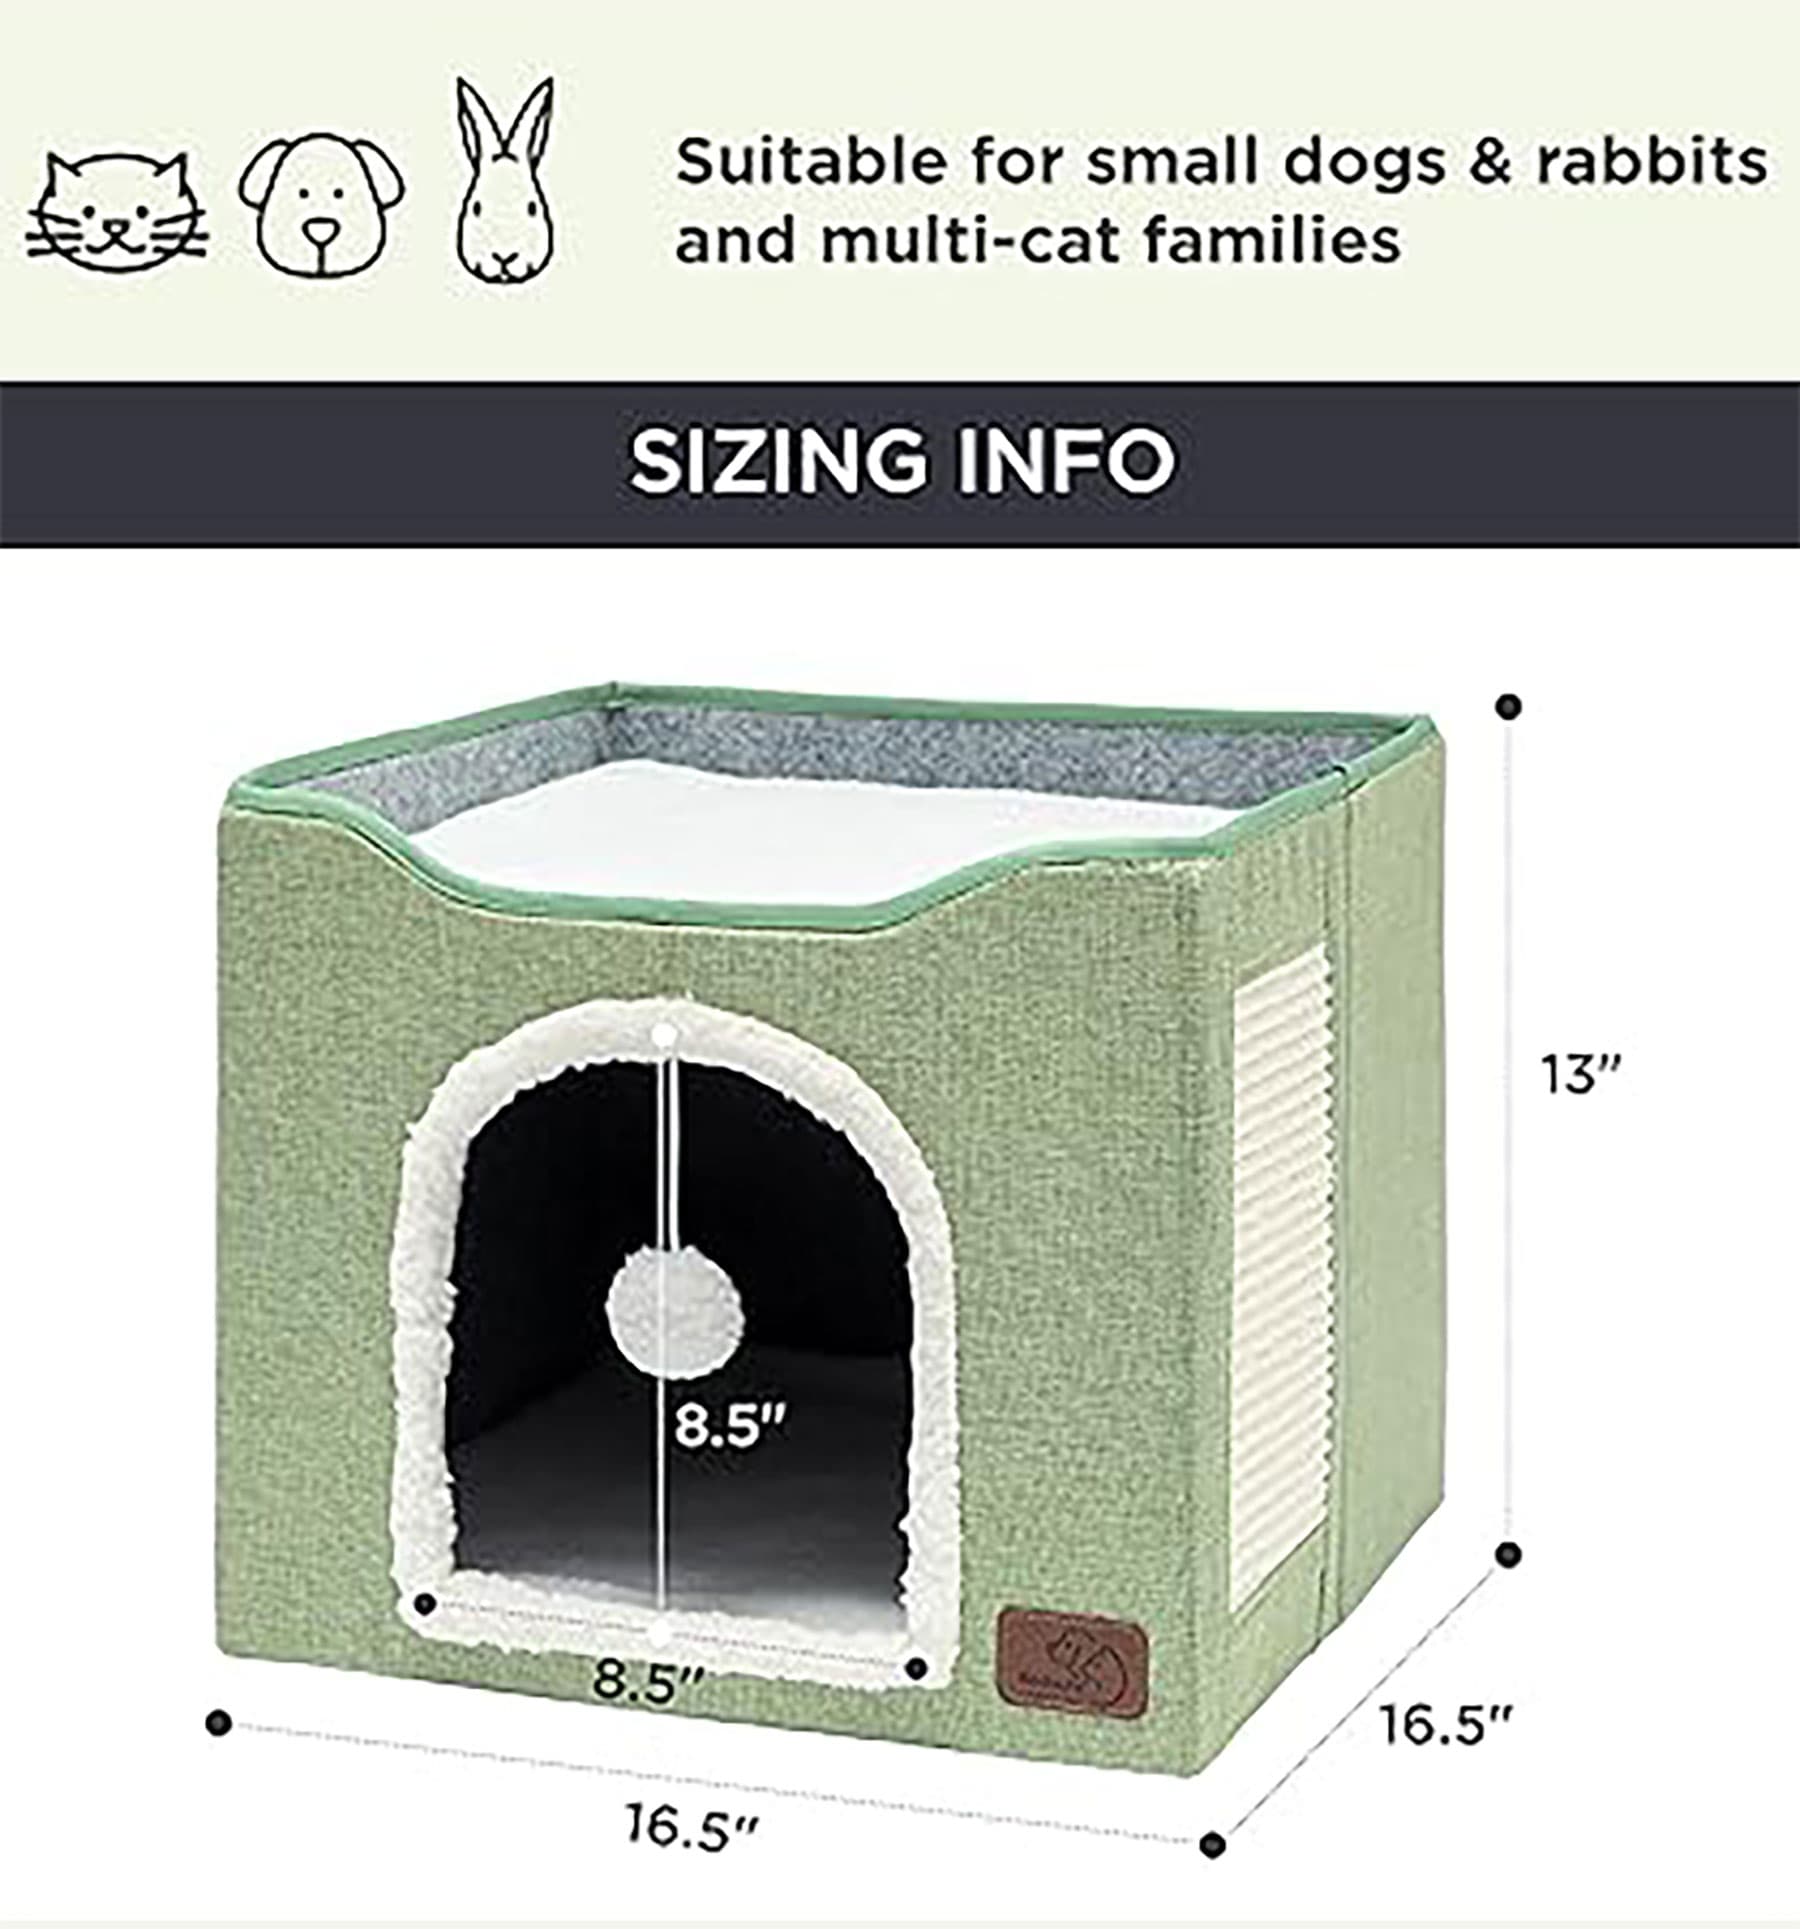 Suitable for small dogs & rabbits
and multi-cat families
SIZING INFO
13"
8.5"
8.5"
16.5"
16.5"